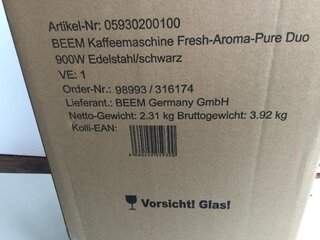 Artikel-Nr: 05930200100
BEEM Kaffeemaschine Fresh-Aroma-Pure Duo
900W Edelstahl/schwarz
VE: 1
Order-Nr.: 98993 / 316174
Lieferant.: BEEM Germany GmbH
Netto-Gewicht: 2.31 kg Bruttogewicht: 3.92 kg
Kolli-EAN:
Vorsicht! Glas!